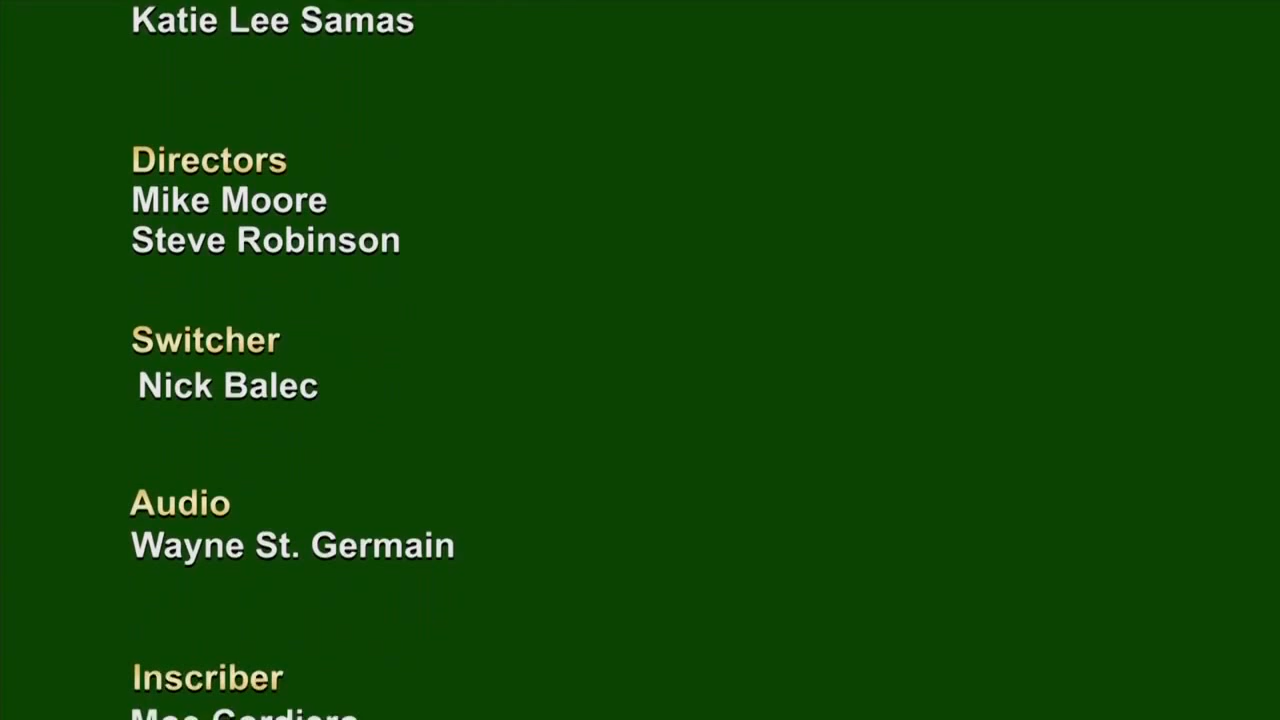 Katie Lee Samas
Directors
Mike Moore
Steve Robinson
Switcher
Nick Balec
Audio
Wayne St. Germain
Inscriber